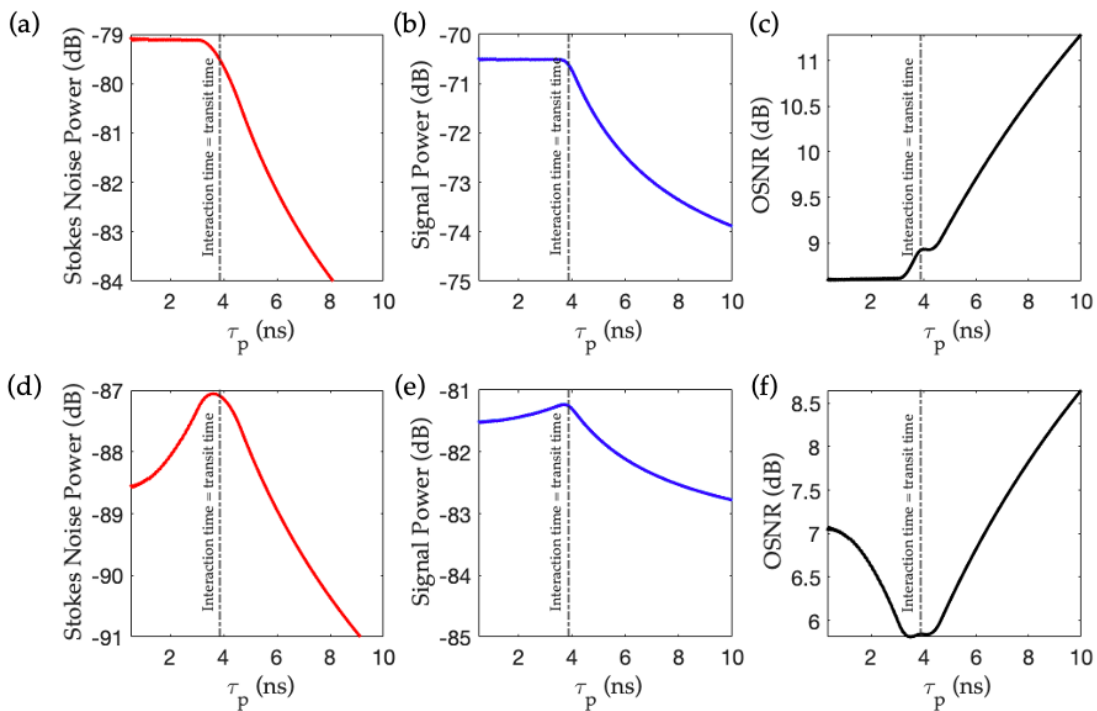 (a)
Stokes Noise Power (dB)
-79
-80
-81
-82
-83
-84
Interaction time = transit time
2 4 6 8 10
τp (ns)
(b)
Signal Power (dB)
-70
-71
-72
-73
-74
-75
Interaction time = transit time
2 4 6 8 10
τp (ns)
(c)
OSNR (dB)
11
10.5
10
9.5
9
Interaction time = transit time
2 4 6 8 10
τp (ns)
(d)
Stokes Noise Power (dB)
-87
-88
-89
-90
-91
Interaction time = transit time
2 4 6 8 10
τp (ns)
(e)
Signal Power (dB)
-81
-82
-83
-84
-85
Interaction time = transit time
2 4 6 8 10
τp (ns)
(f)
OSNR (dB)
8.5
8
7.5
7
6.5
6
Interaction time = transit time
2 4 6 8 10
τp (ns)